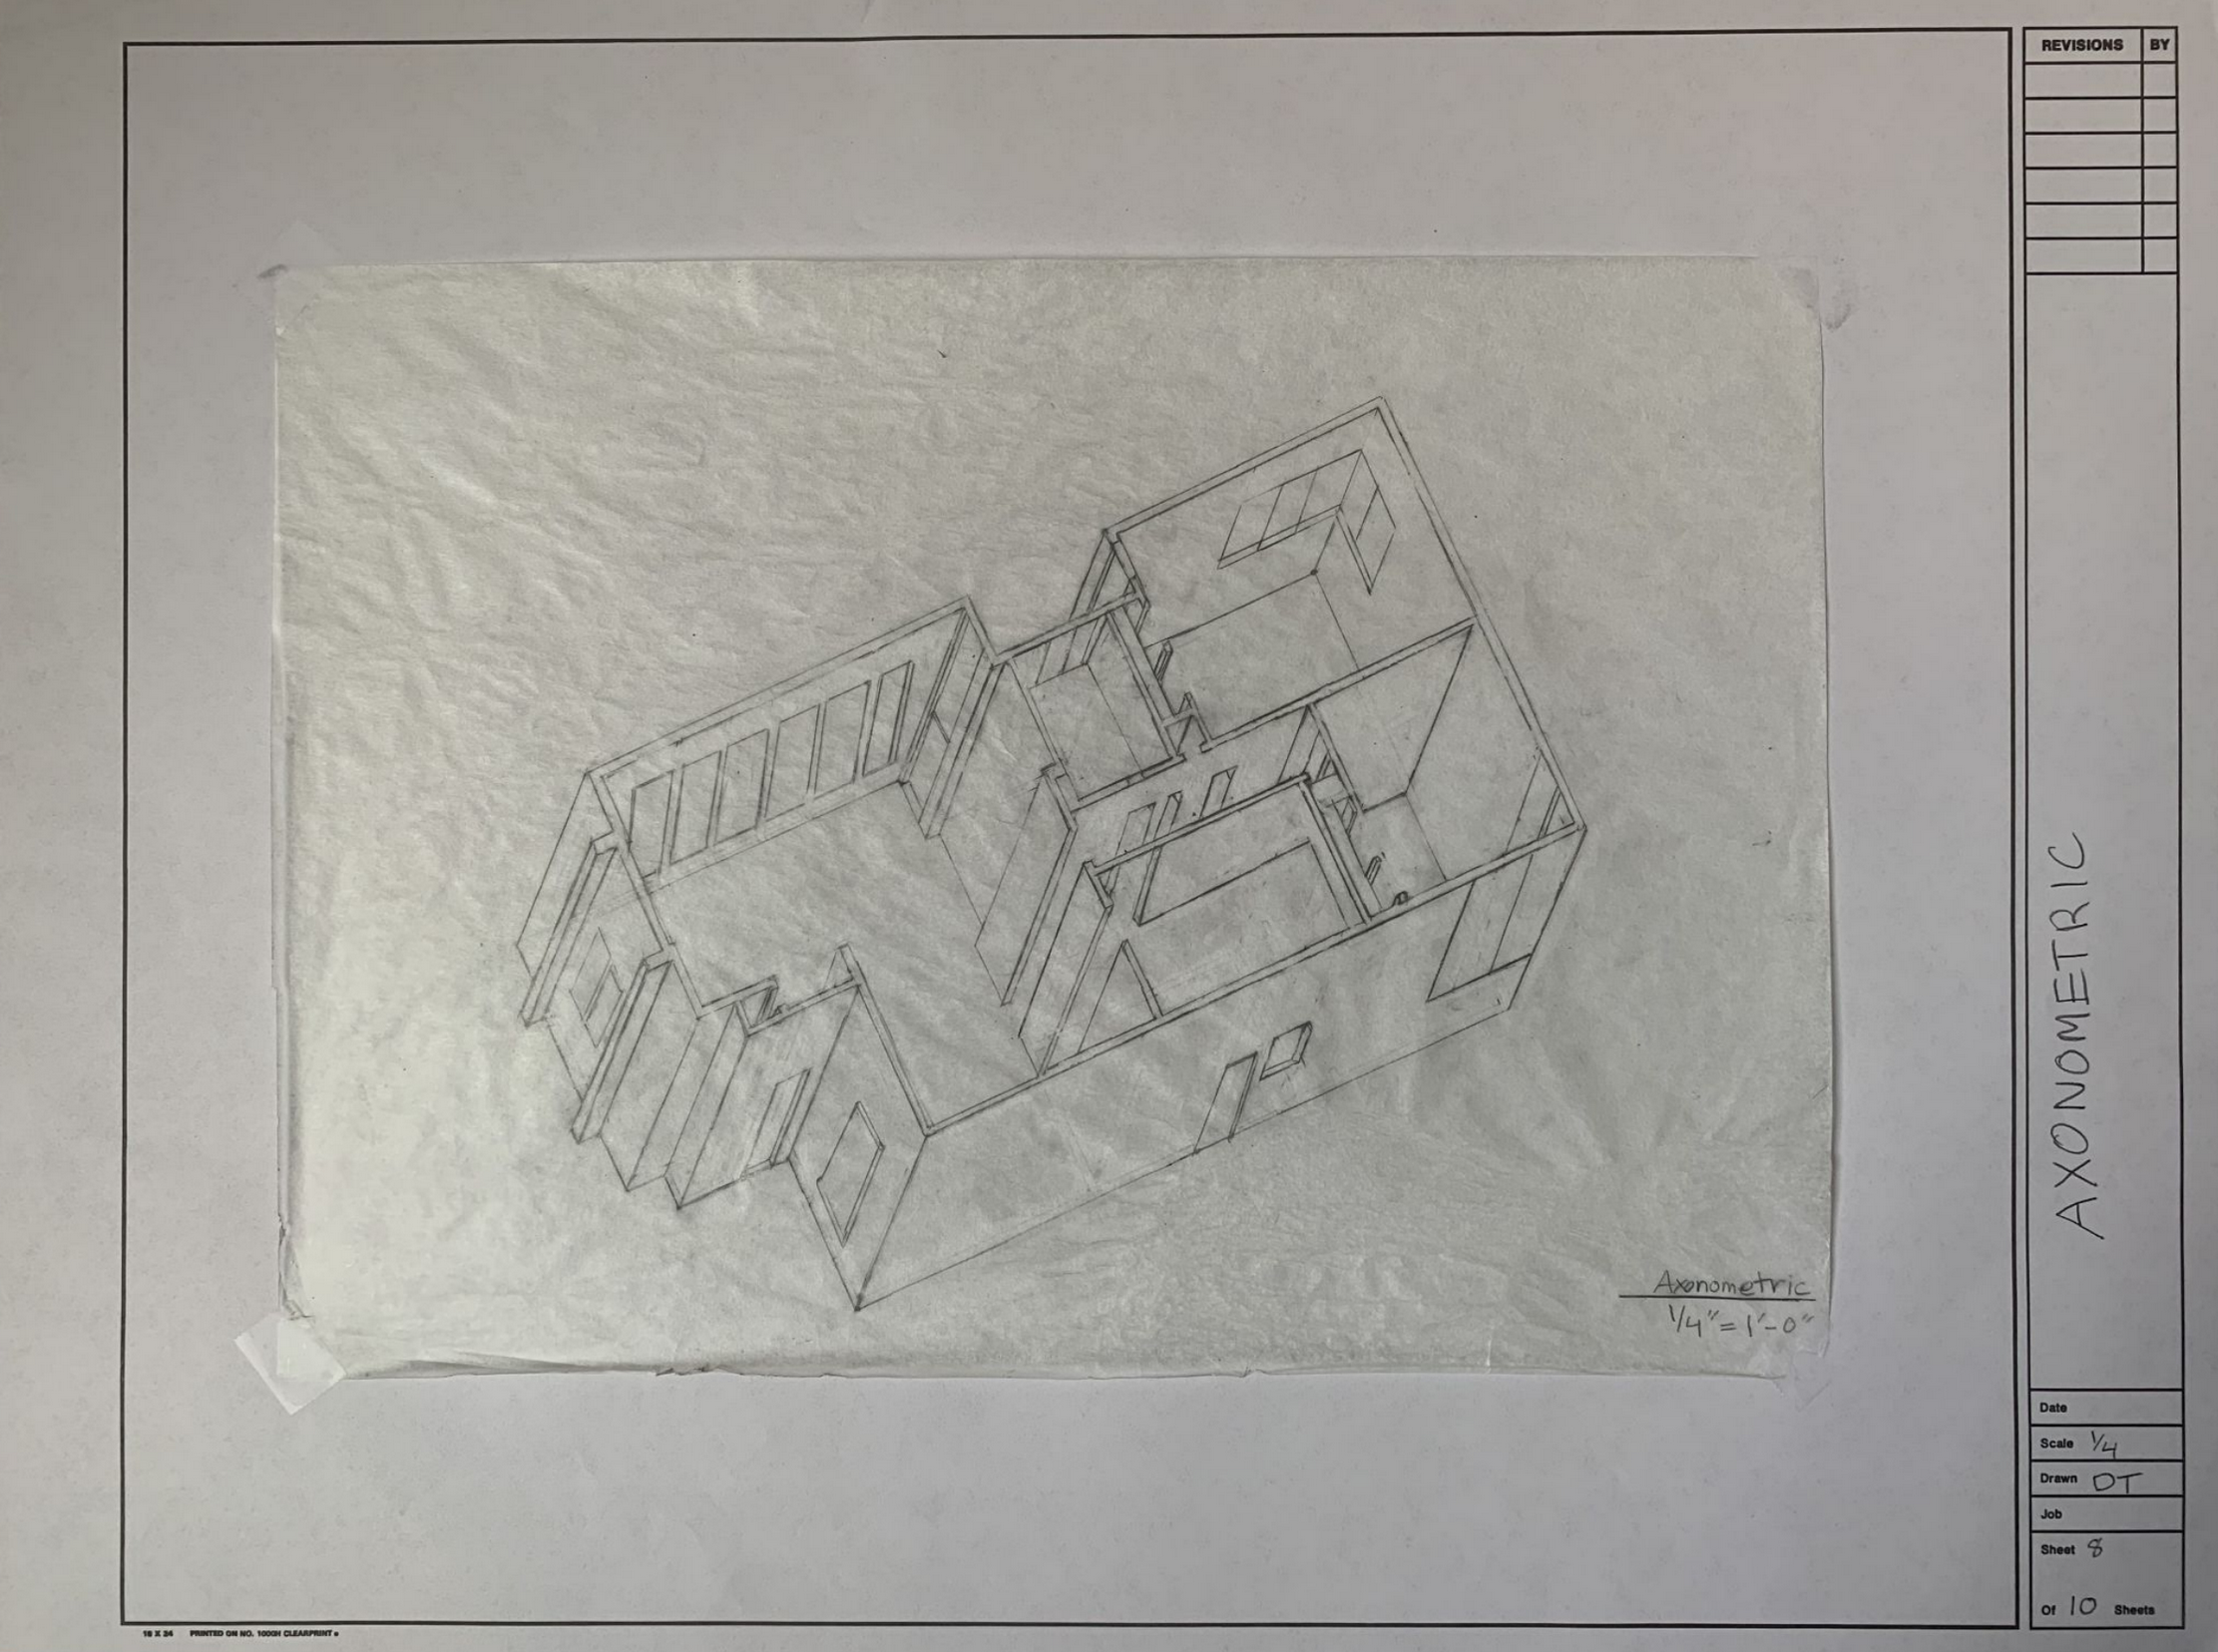 REVISIONS BY
AXONOMETRIC
Axonometric
1/4" = 1'-0"
Date
Scale 1/4
Drawn DT
Job
Sheet 8
Of 10 Sheets
18 X 24 PRINTED ON NO. 1000H CLEARPRINT